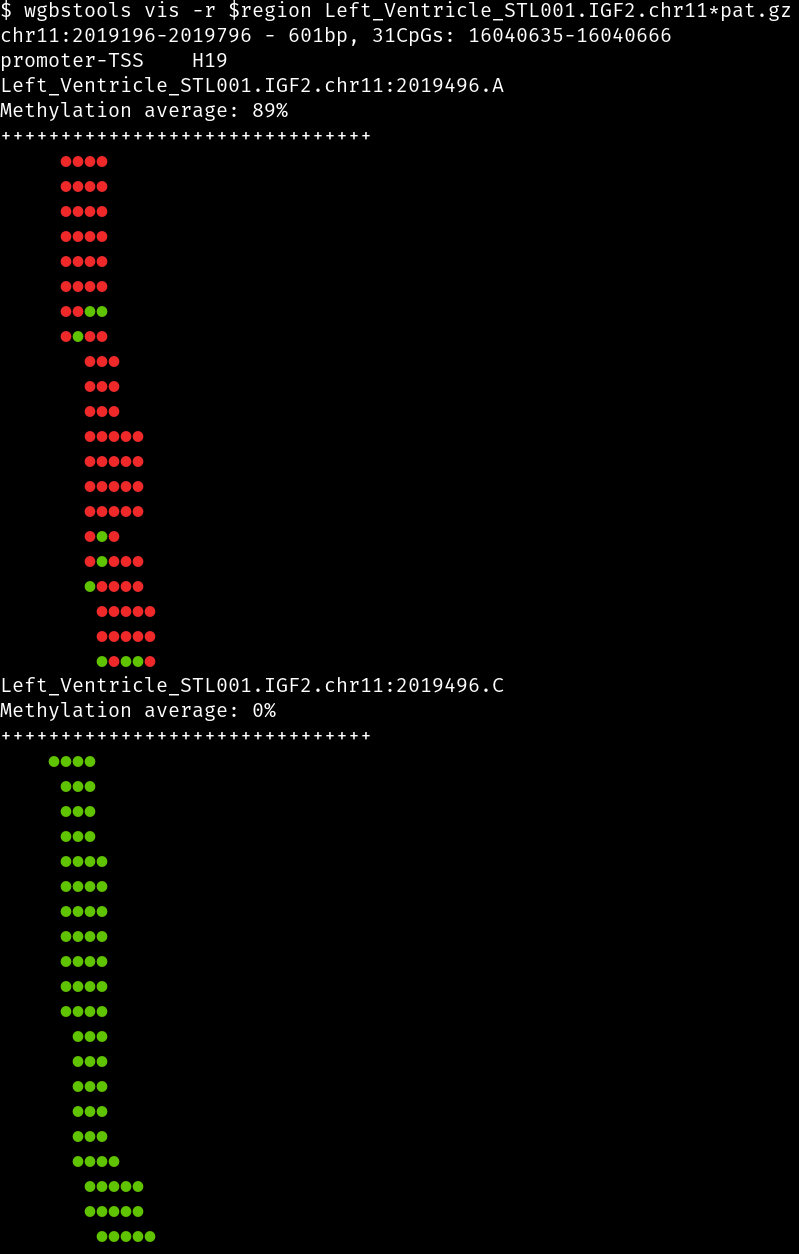 $ wgbstools vis -r $region Left_Ventricle_STL001.IGF2.chr11*pat.gz
chr11:2019196-2019796 - 601bp, 31CpGs: 16040635-16040666
promoter-TSS    H19
Left_Ventricle_STL001.IGF2.chr11:2019496.A
Methylation average: 89%
+++++++++++++++++++++++++++++++
Left_Ventricle_STL001.IGF2.chr11:2019496.C
Methylation average: 0%
+++++++++++++++++++++++++++++++